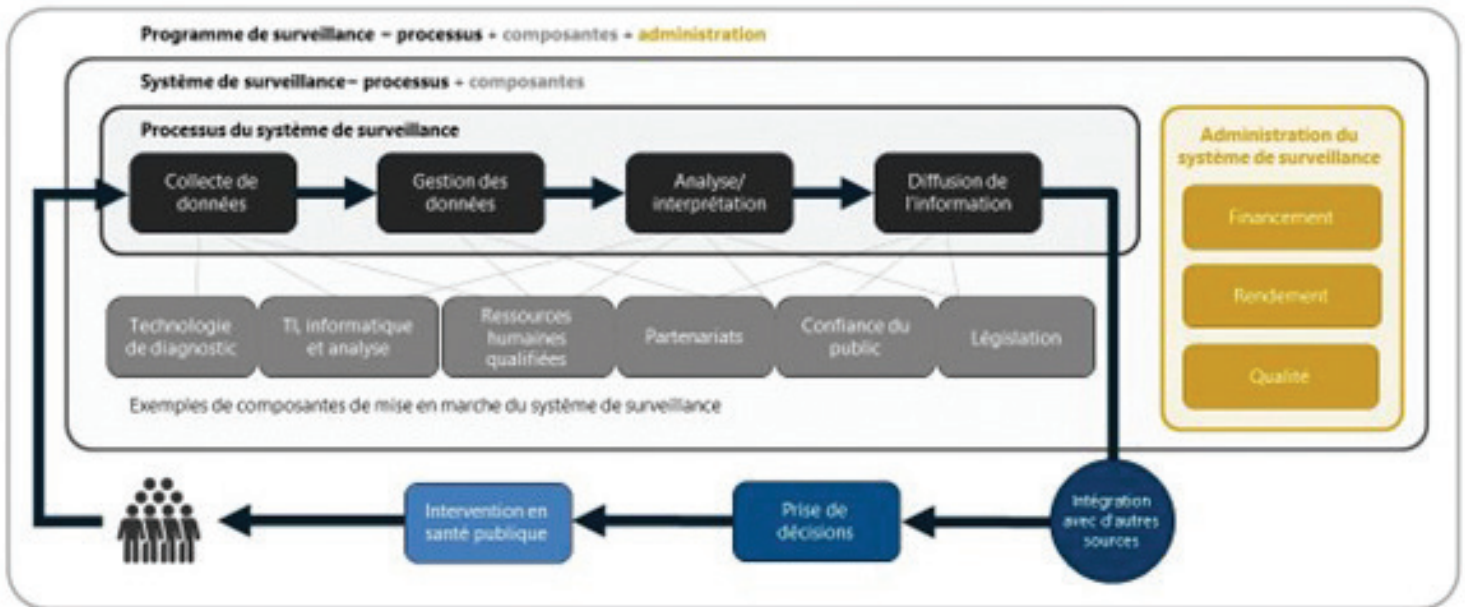 Programme de surveillance – processus + composantes + administration
Système de surveillance– processus + composantes
Processus du système de surveillance
Collecte de
données
Gestion des
données
Analyse/
interprétation
Diffusion de
l'information
Administration du
système de surveillance
Financement
Rendement
Qualité
Technologie
de diagnostic
TI, informatique
et analyse
Ressources
humaines
qualifiées
Partenariats
Confiance du
public
Législation
Exemples de composantes de mise en marche du système de surveillance
Intervention en
santé publique
Prise de
décisions
Intégration
avec d'autres
sources